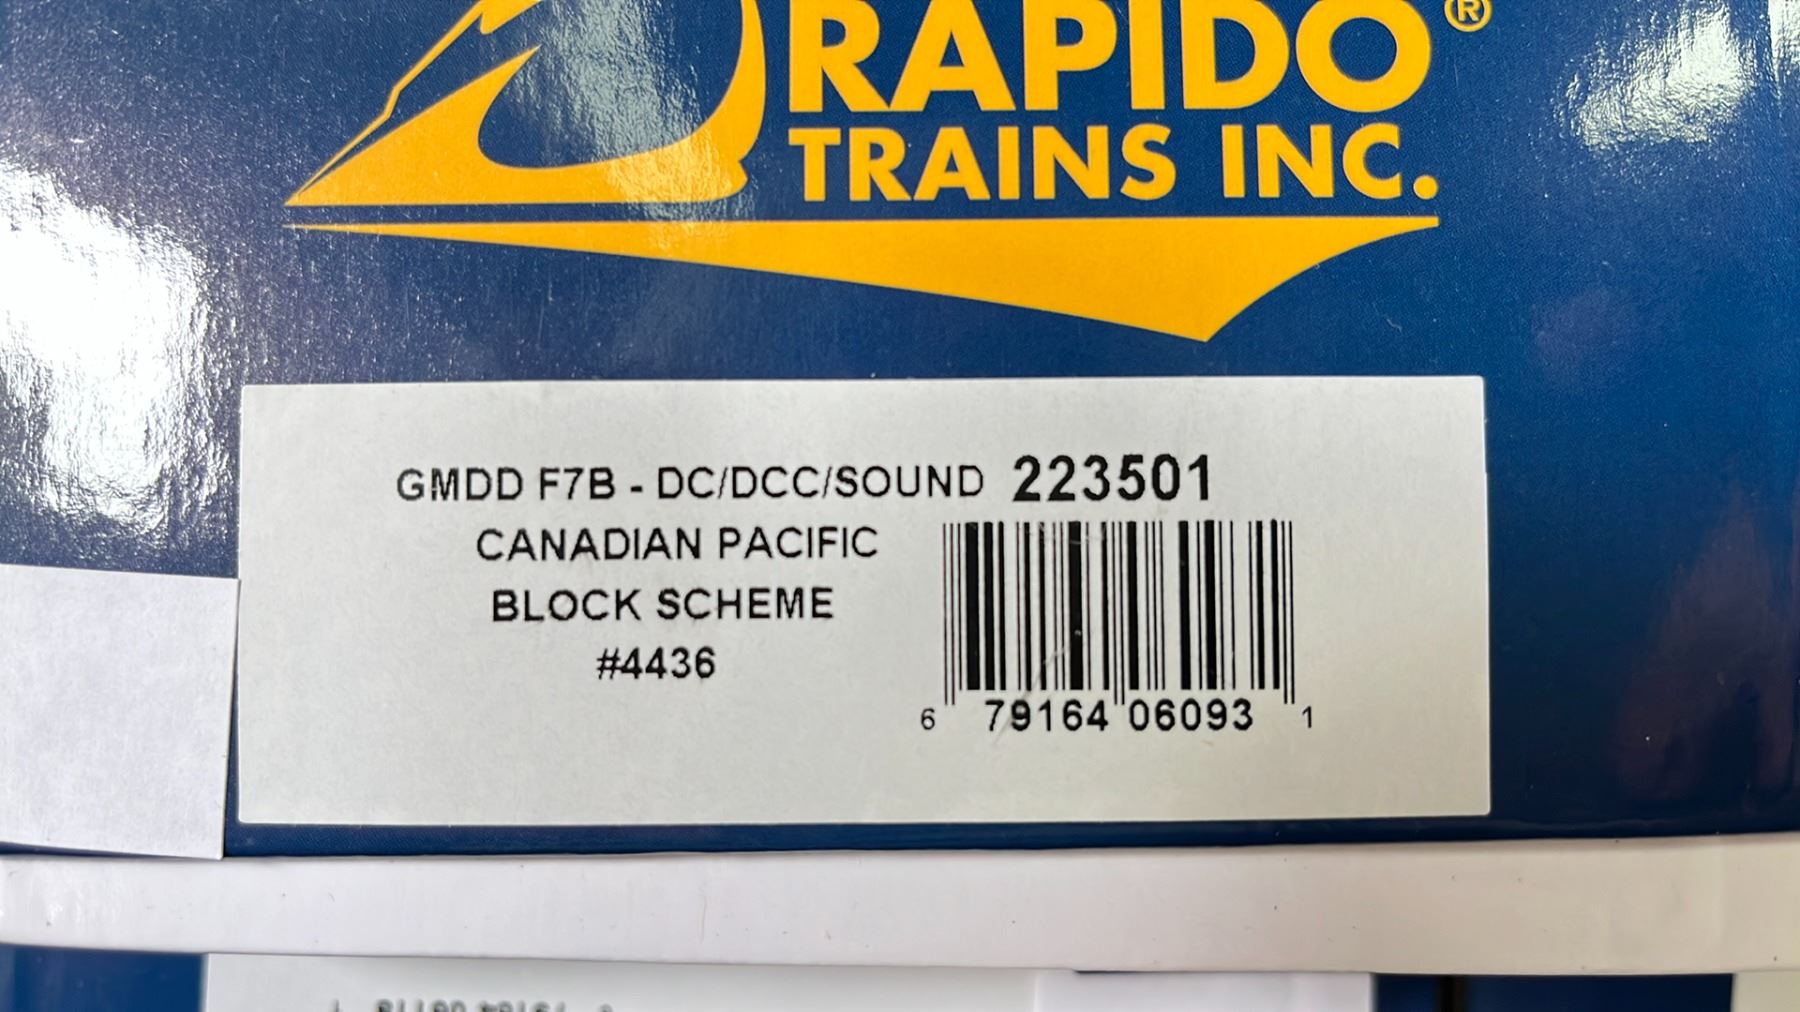 RAPIDO®
TRAINS INC.
GMDD F7B - DC/DCC/SOUND 223501
CANADIAN PACIFIC
BLOCK SCHEME
#4436
6 79164 06093 1